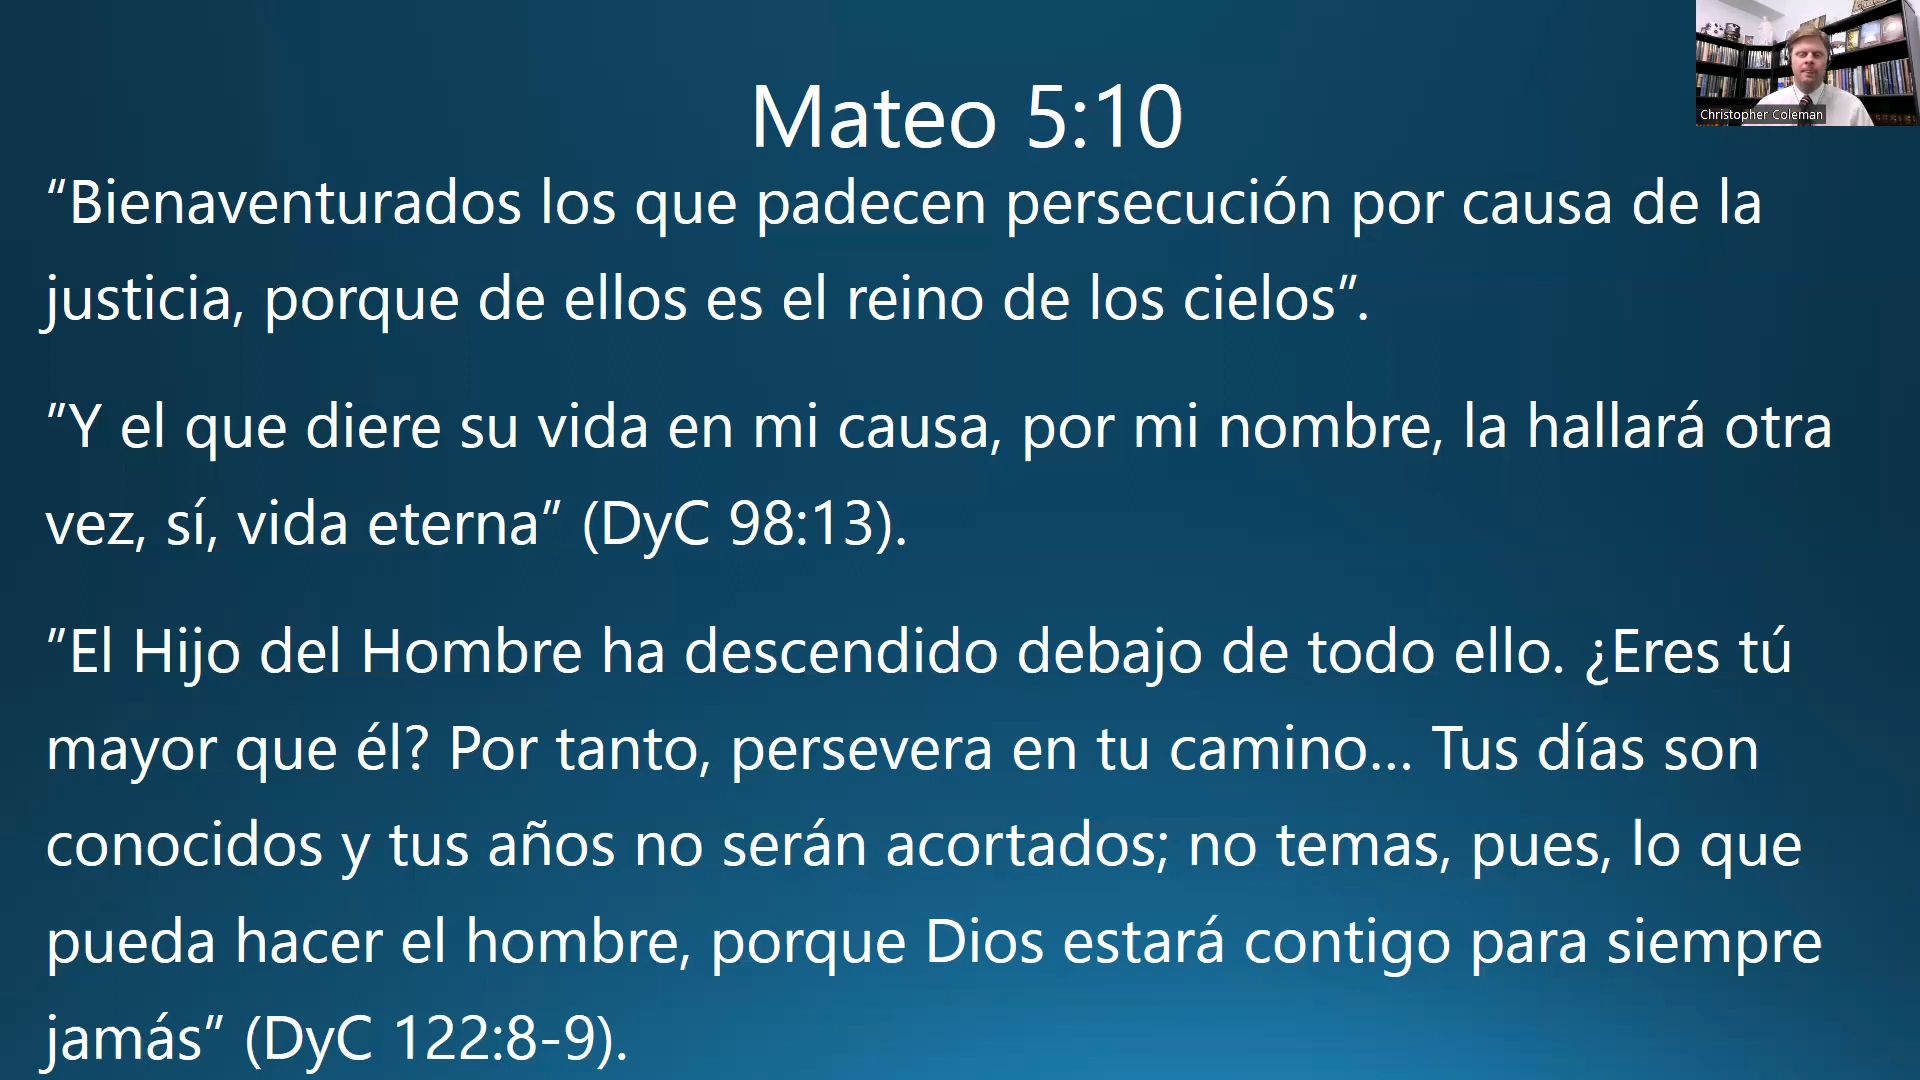 Mateo 5:10
Christopher Coleman
“Bienaventurados los que padecen persecución por causa de la
justicia, porque de ellos es el reino de los cielos”.
”Y el que diere su vida en mi causa, por mi nombre, la hallará otra
vez, sí, vida eterna” (DyC 98:13).
”El Hijo del Hombre ha descendido debajo de todo ello. ¿Eres tú
mayor que él? Por tanto, persevera en tu camino… Tus días son
conocidos y tus años no serán acortados; no temas, pues, lo que
pueda hacer el hombre, porque Dios estará contigo para siempre
jamás” (DyC 122:8-9).